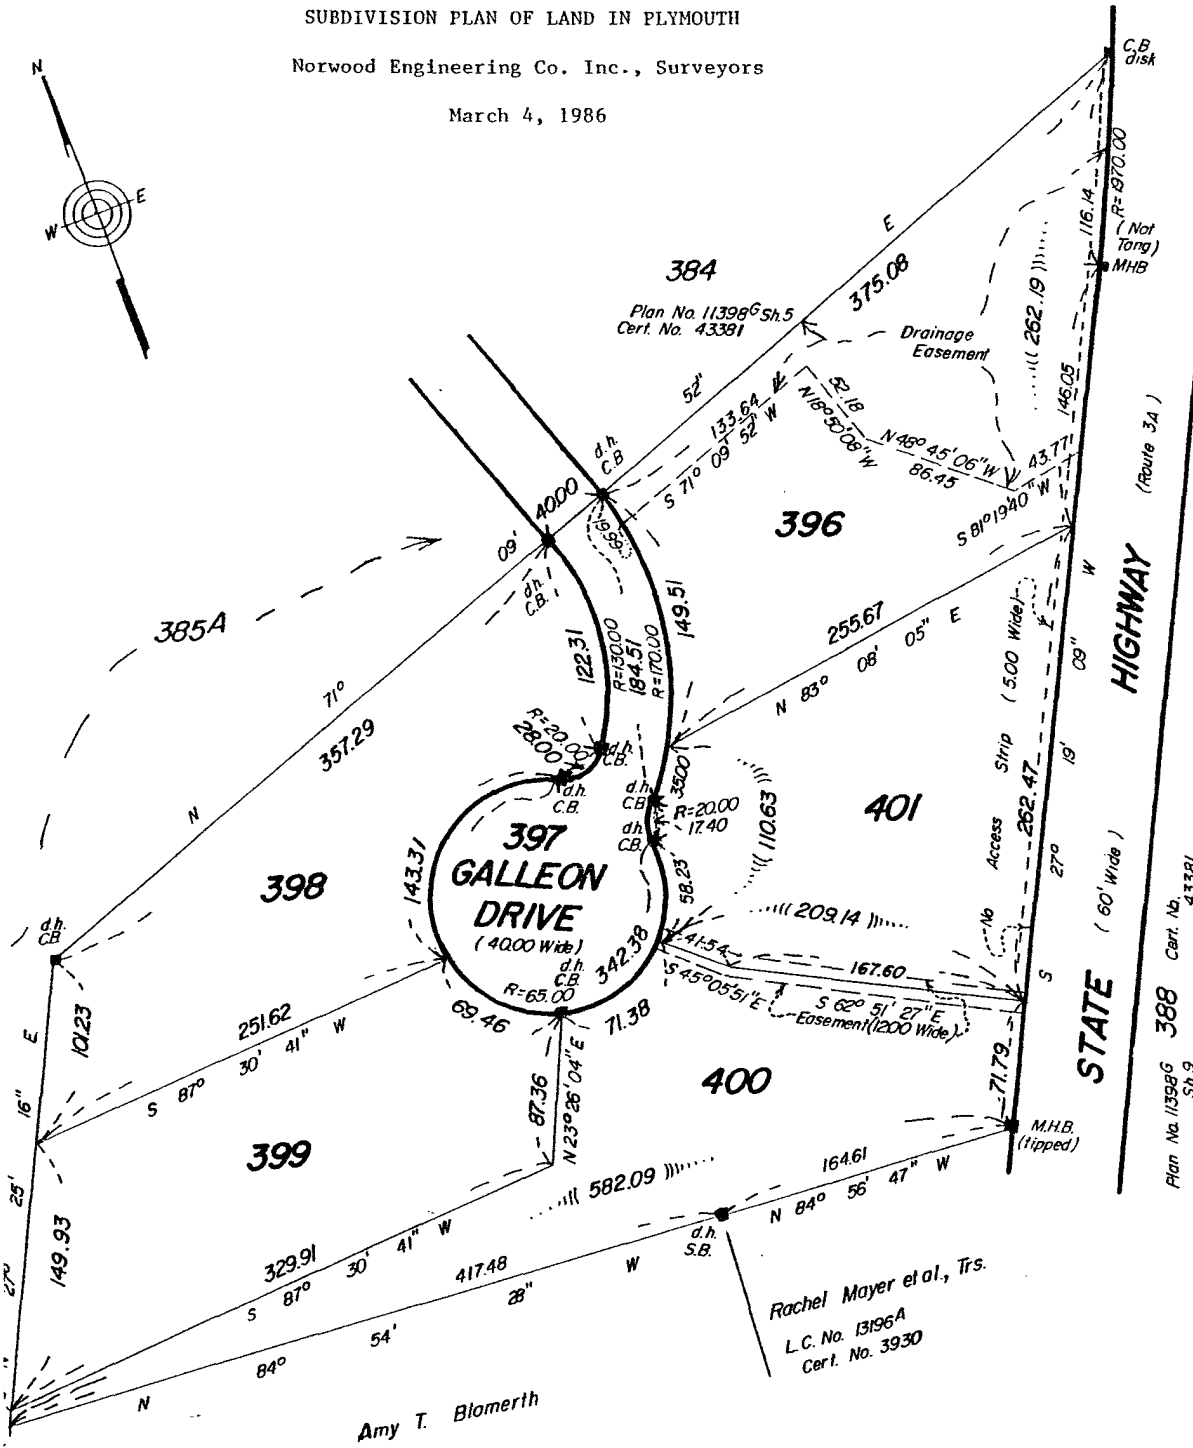 SUBDIVISION PLAN OF LAND IN PLYMOUTH
Norwood Engineering Co. Inc., Surveyors
March 4, 1986
N
E
W
C.B.
disk
R=1970.00
116.14
(Not
Tang)
MHB
384
Plan No. 11398G Sh.5
Cert. No. 43381
E
375.08
52"
Drainage
Easement
262.19
146.05
133.64
S 71° 09' 52" W
52.18
N18°50'08"W
N 48° 45' 06" W
86.45
43.77
S 81°19'40" W
(Route 3A)
d.h.
C.B
40.00
19.99
09'
d.h.
C.B.
396
385A
149.51
122.31
R=130.00
184.51
R=170.00
255.67
N 83° 08' 05" E
No Access Strip (5.00 Wide)
HIGHWAY
W
09"
19'
27°
S
262.47
71°
357.29
N
R=20.00
28.00
d.h.
C.B.
d.h.
C.B.
35.00
d.h.
C.B
R=20.00
17.40
d.h.
C.B.
110.63
401
397
GALLEON
DRIVE
(40.00 Wide)
143.31
398
58.23
342.38
209.14
(60' Wide)
STATE
d.h.
C.B
d.h.
C.B.
R=65.00
41.54
167.60
S 45°05'51"E
S 62° 51' 27"E
Easement (12.00 Wide)
388
Plan No. 11398G
Sh.9
Cert. No.
43381
101.23
E
16"
25'
27°
251.62
S 87° 30' 41" W
69.46
71.38
87.36
N 23° 26' 04" E
400
71.79
M.H.B.
(tipped)
399
149.93
582.09
164.61
N 84° 56' 47" W
d.h.
S.B.
329.91
S 87° 30' 41" W
417.48
N 84° 54' 28" W
Rachel Mayer et al., Trs.
L.C. No. 13196A
Cert. No. 3930
Amy T. Blomerth